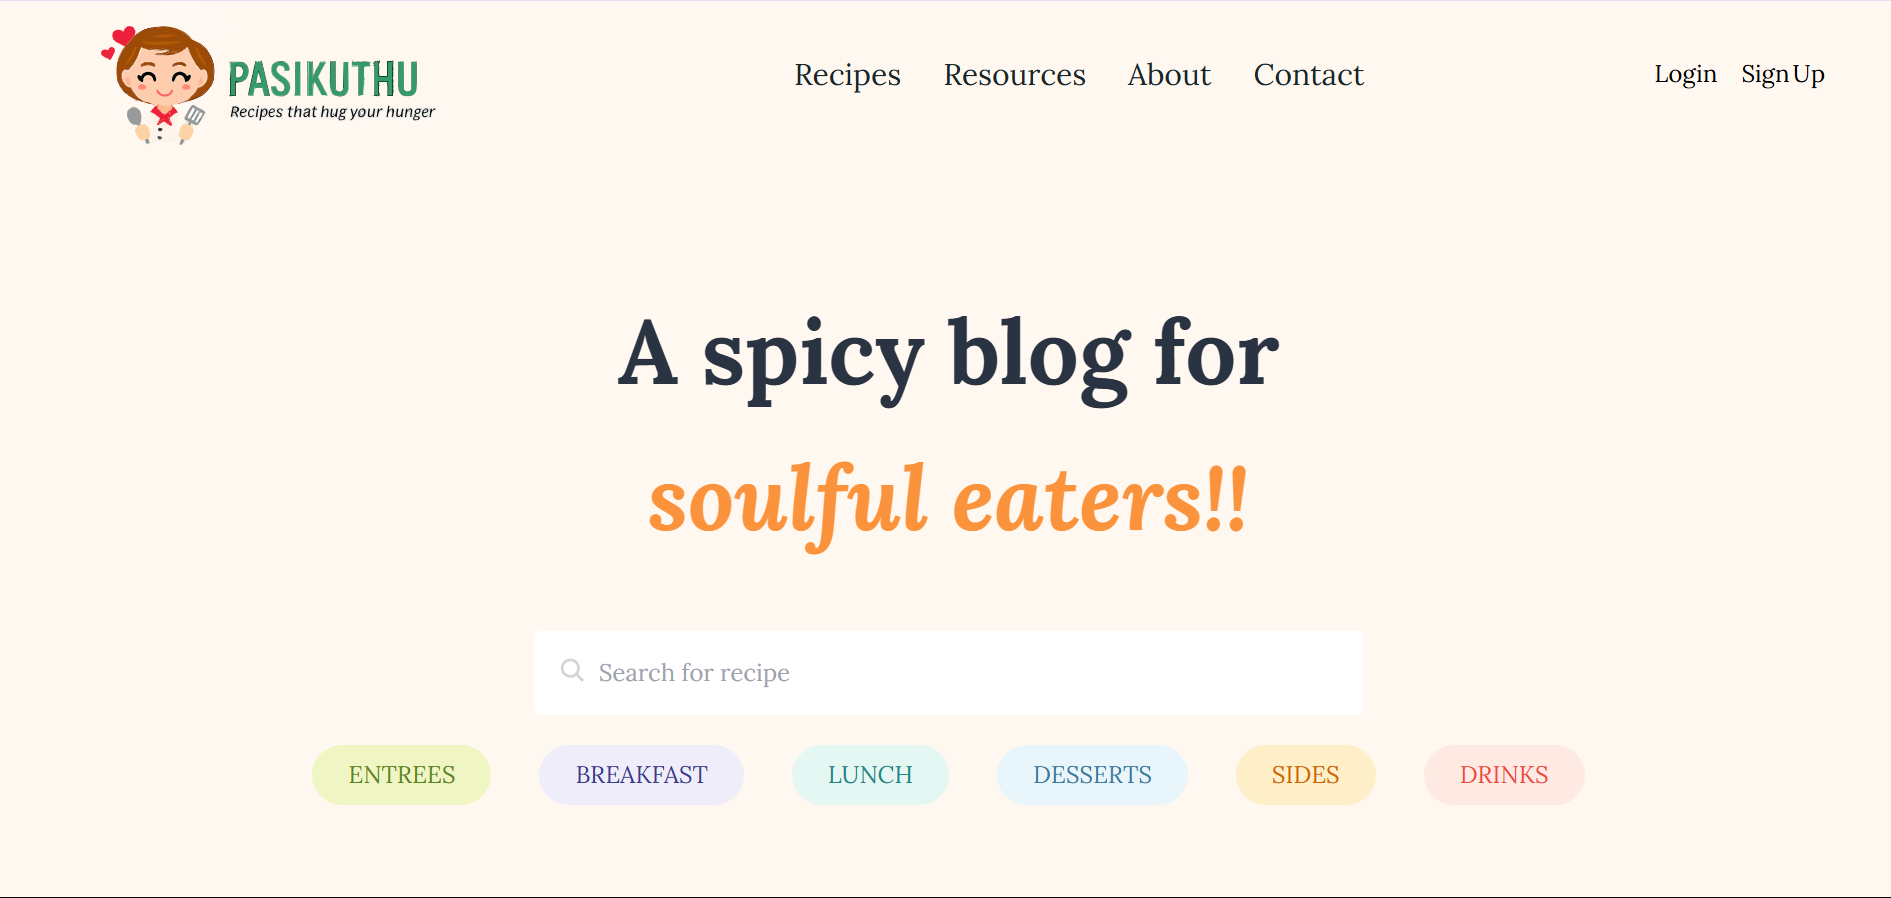 PASIKUTHU
Recipes that hug your hunger
Recipes Resources About Contact
Login Sign Up
A spicy blog for
soulful eaters!!
Search for recipe
ENTREES BREAKFAST LUNCH DESSERTS SIDES DRINKS